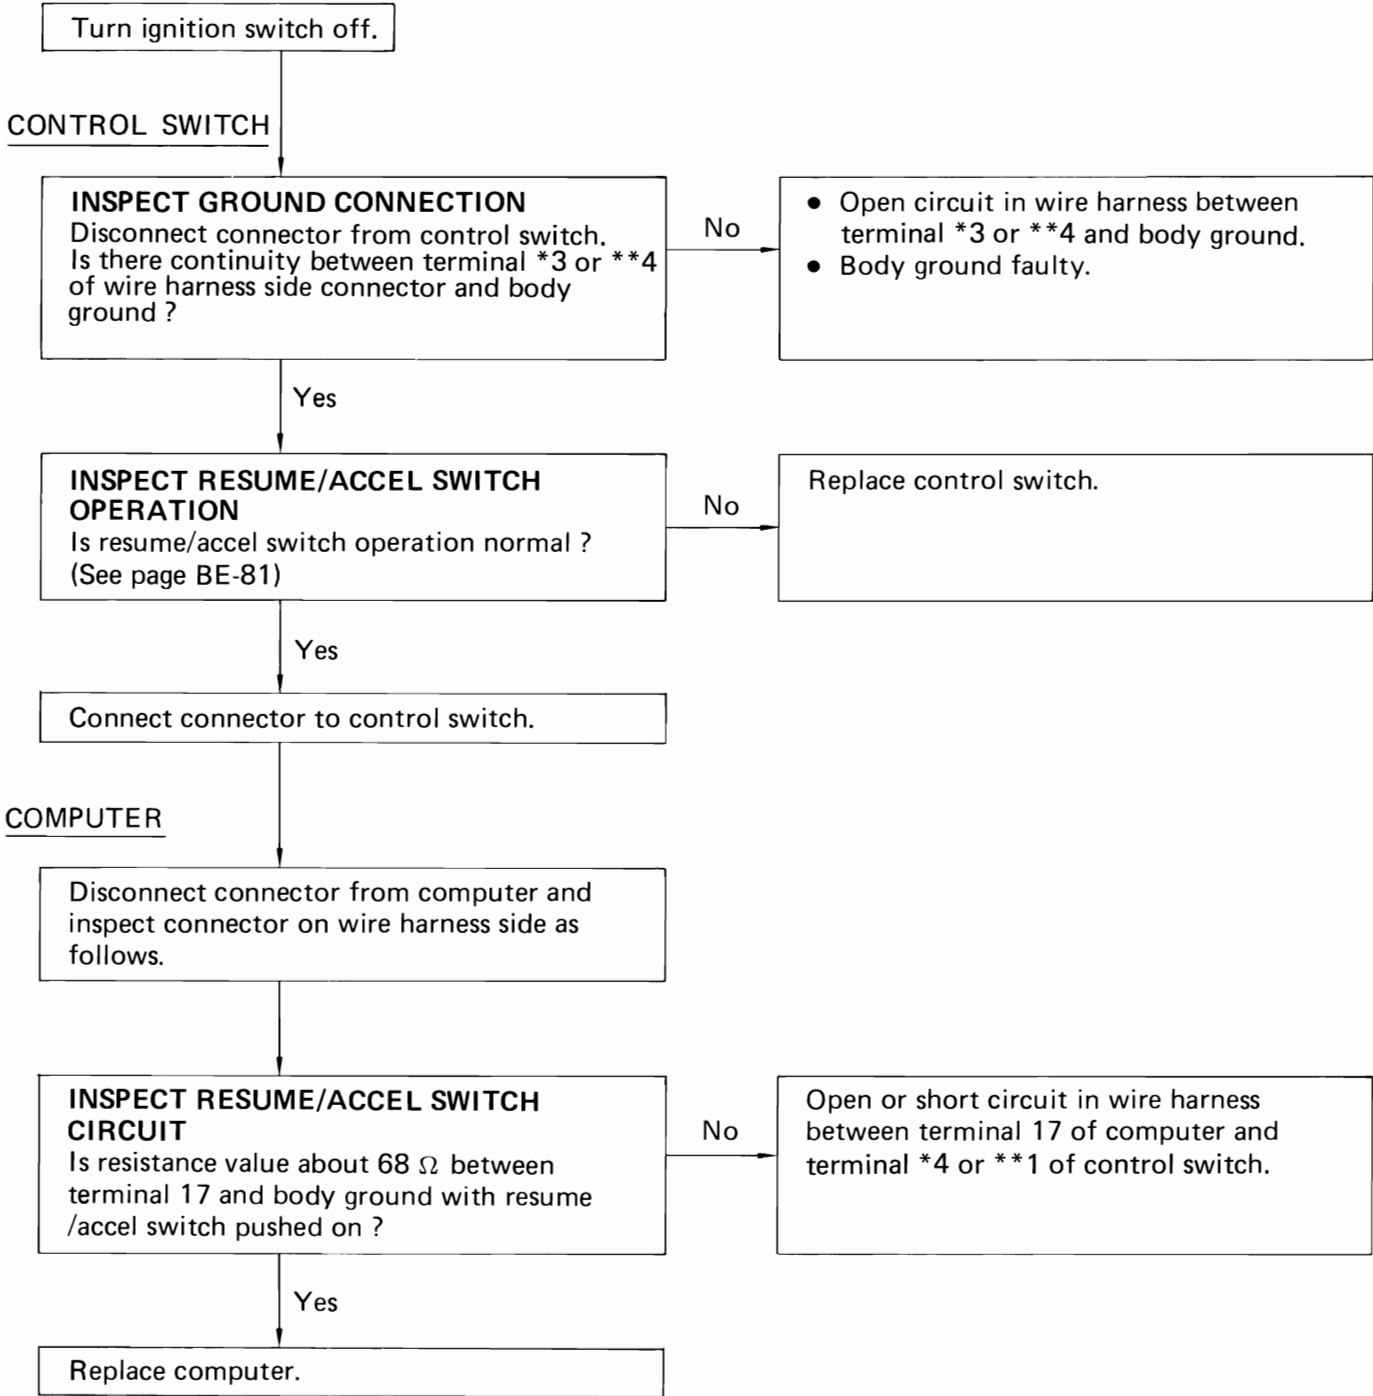 Turn ignition switch off.
CONTROL SWITCH
INSPECT GROUND CONNECTION
Disconnect connector from control switch.
Is there continuity between terminal *3 or **4
of wire harness side connector and body
ground ?
No
● Open circuit in wire harness between
terminal *3 or **4 and body ground.
● Body ground faulty.
Yes
INSPECT RESUME/ACCEL SWITCH
OPERATION
Is resume/accel switch operation normal ?
(See page BE-81)
No
Replace control switch.
Yes
Connect connector to control switch.
COMPUTER
Disconnect connector from computer and
inspect connector on wire harness side as
follows.
INSPECT RESUME/ACCEL SWITCH
CIRCUIT
Is resistance value about 68 Ω between
terminal 17 and body ground with resume
/accel switch pushed on ?
No
Open or short circuit in wire harness
between terminal 17 of computer and
terminal *4 or **1 of control switch.
Yes
Replace computer.